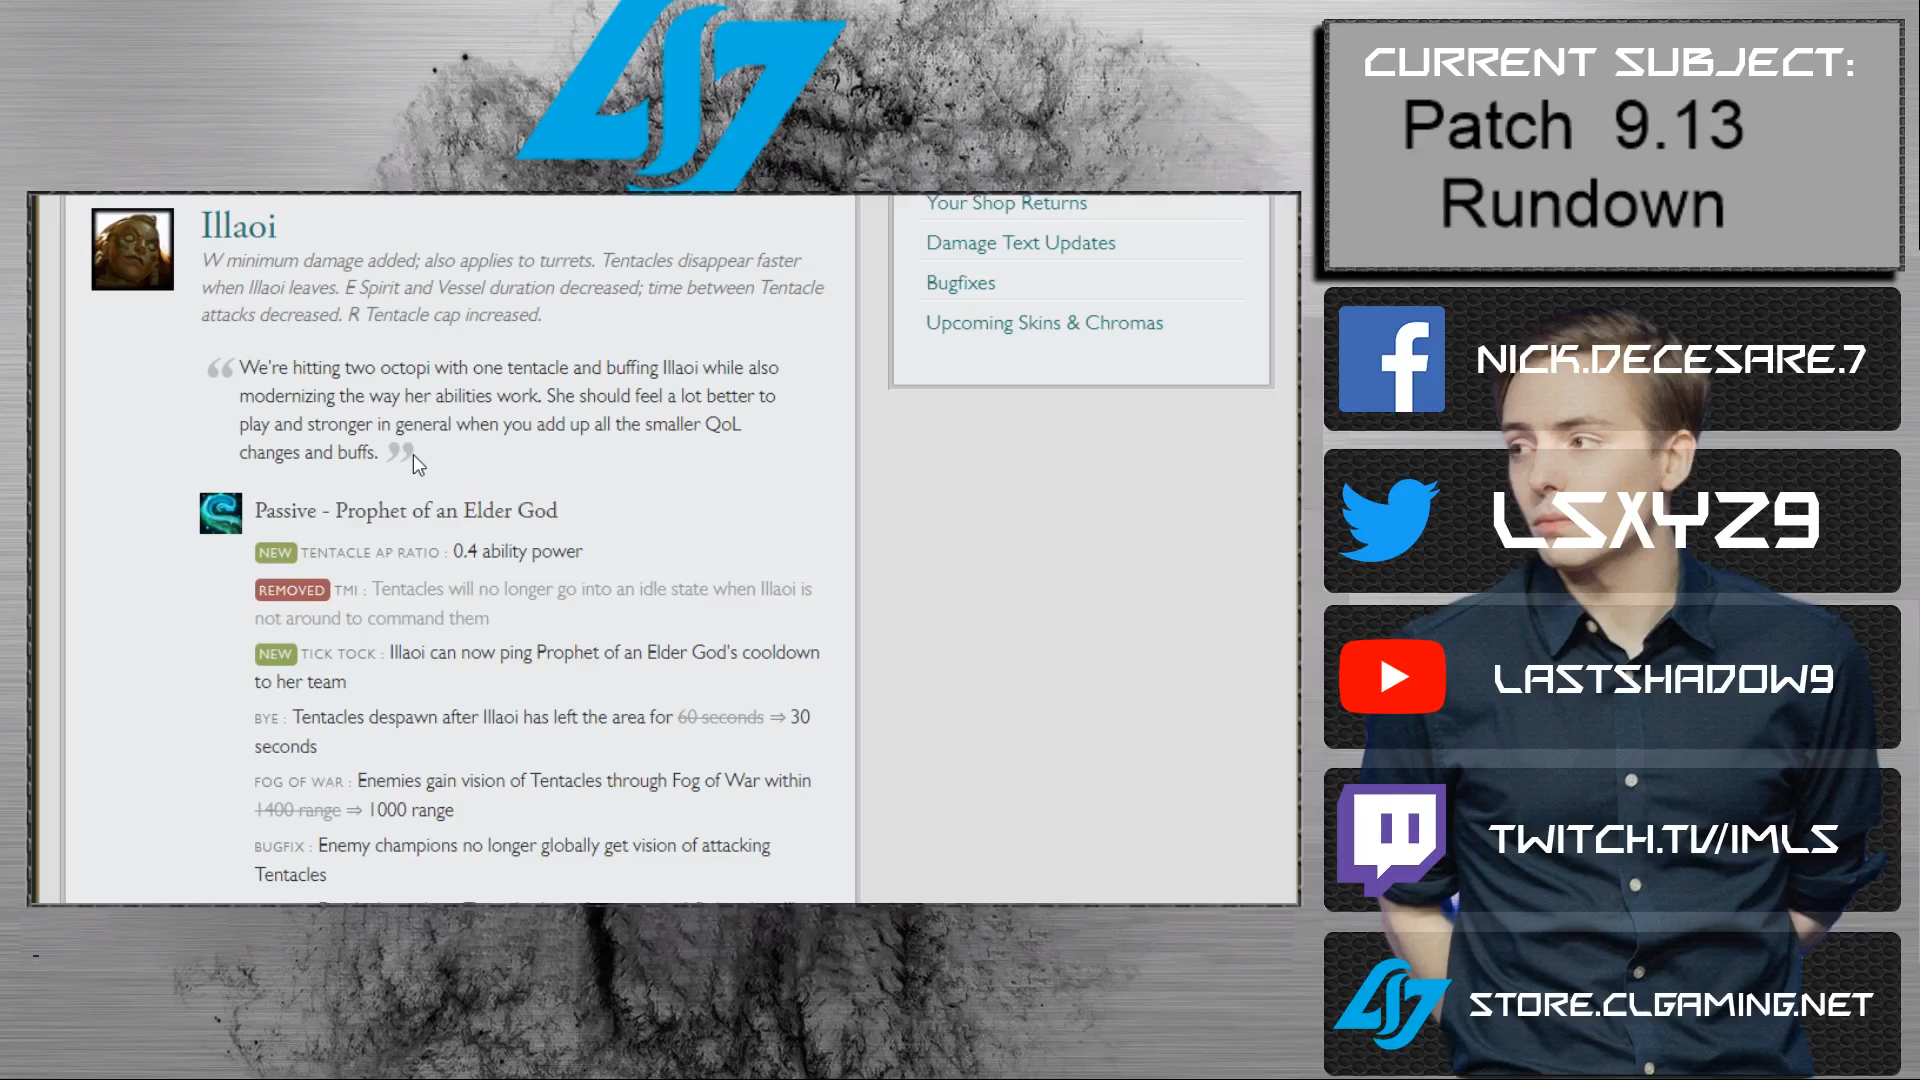 CURRENT SUBJECT:
Patch 9.13
Rundown
Illaoi
W minimum damage added; also applies to turrets. Tentacles disappear faster
when Illaoi leaves. E Spirit and Vessel duration decreased; time between Tentacle
attacks decreased. R Tentacle cap increased.
“ We're hitting two octopi with one tentacle and buffing Illaoi while also
modernizing the way her abilities work. She should feel a lot better to
play and stronger in general when you add up all the smaller QoL
changes and buffs. ”
Passive - Prophet of an Elder God
NEW TENTACLE AP RATIO : 0.4 ability power
REMOVED TMI : Tentacles will no longer go into an idle state when Illaoi is
not around to command them
NEW TICK TOCK : Illaoi can now ping Prophet of an Elder God's cooldown
to her team
BYE : Tentacles despawn after Illaoi has left the area for 60 seconds ⇒ 30
seconds
FOG OF WAR : Enemies gain vision of Tentacles through Fog of War within
1400 range ⇒ 1000 range
BUGFIX : Enemy champions no longer globally get vision of attacking
Tentacles
Your Shop Returns
Damage Text Updates
Bugfixes
Upcoming Skins & Chromas
NICK.DECESARE.7
LSXYZ9
LASTSHADOW9
TWITCH.TV/IMLS
STORE.CLGAMING.NET